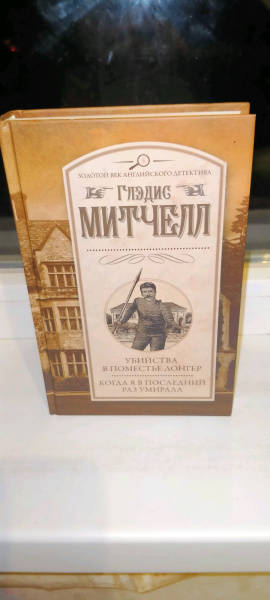 ЗОЛОТОЙ ВЕК АНГЛИЙСКОГО ДЕТЕКТИВА
ГЛЭДИС
МИТЧЕЛЛ
УБИЙСТВА
В ПОМЕСТЬЕ ЛОНГЕР
КОГДА Я В ПОСЛЕДНИЙ
РАЗ УМИРАЛА